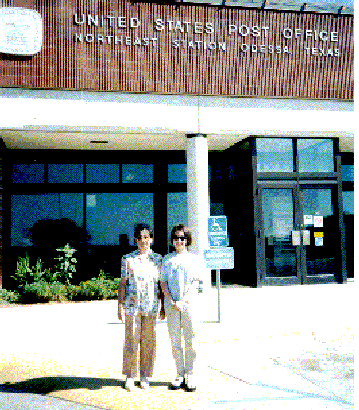 UNITED STATES POST OFFICE
NORTHEAST STATION ODESSA, TEXAS